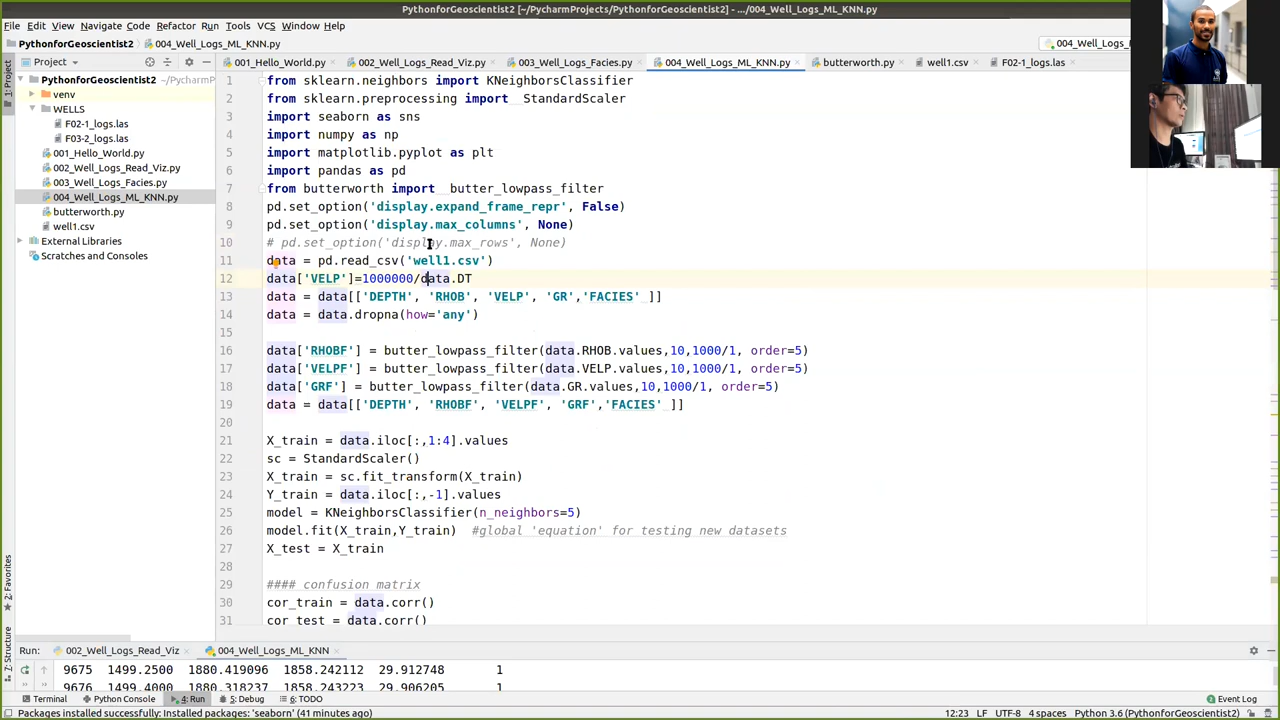 PythonforGeoscientist2 [~/PycharmProjects/PythonforGeoscientist2] - .../004_Well_Logs_ML_KNN.py
File Edit View Navigate Code Refactor Run Tools VCS Window Help
PythonforGeoscientist2 004_Well_Logs_ML_KNN.py
004_Well_Logs_ML_KNN
1: Project
Project
001_Hello_World.py 002_Well_Logs_Read_Viz.py 003_Well_Logs_Facies.py 004_Well_Logs_ML_KNN.py butterworth.py well1.csv F02-1_logs.las
PythonforGeoscientist2 ~/PycharmP
venv
WELLS
F02-1_logs.las
F03-2_logs.las
001_Hello_World.py
002_Well_Logs_Read_Viz.py
003_Well_Logs_Facies.py
004_Well_Logs_ML_KNN.py
butterworth.py
well1.csv
External Libraries
Scratches and Consoles
1 from sklearn.neighbors import KNeighborsClassifier
2 from sklearn.preprocessing import StandardScaler
3 import seaborn as sns
4 import numpy as np
5 import matplotlib.pyplot as plt
6 import pandas as pd
7 from butterworth import butter_lowpass_filter
8 pd.set_option('display.expand_frame_repr', False)
9 pd.set_option('display.max_columns', None)
10 # pd.set_option('display.max_rows', None)
11 data = pd.read_csv('well1.csv')
12 data['VELP']=1000000/data.DT
13 data = data[['DEPTH', 'RHOB', 'VELP', 'GR','FACIES' ]]
14 data = data.dropna(how='any')
15
16 data['RHOBF'] = butter_lowpass_filter(data.RHOB.values,10,1000/1, order=5)
17 data['VELPF'] = butter_lowpass_filter(data.VELP.values,10,1000/1, order=5)
18 data['GRF'] = butter_lowpass_filter(data.GR.values,10,1000/1, order=5)
19 data = data[['DEPTH', 'RHOBF', 'VELPF', 'GRF','FACIES' ]]
20
21 X_train = data.iloc[:,1:4].values
22 sc = StandardScaler()
23 X_train = sc.fit_transform(X_train)
24 Y_train = data.iloc[:,-1].values
25 model = KNeighborsClassifier(n_neighbors=5)
26 model.fit(X_train,Y_train) #global 'equation' for testing new datasets
27 X_test = X_train
28
29 #### confusion matrix
30 cor_train = data.corr()
31 cor_test = data.corr()
2: Favorites
7: Structure
Run: 002_Well_Logs_Read_Viz 004_Well_Logs_ML_KNN
9675 1499.2500 1880.419096 1858.242112 29.912748 1
9676 1499.4000 1880.318237 1858.243223 29.906205 1
Terminal Python Console 4: Run 5: Debug 6: TODO Event Log
Packages installed successfully: Installed packages: 'seaborn' (41 minutes ago) 12:23 LF UTF-8 4 spaces Python 3.6 (PythonforGeoscientist2)